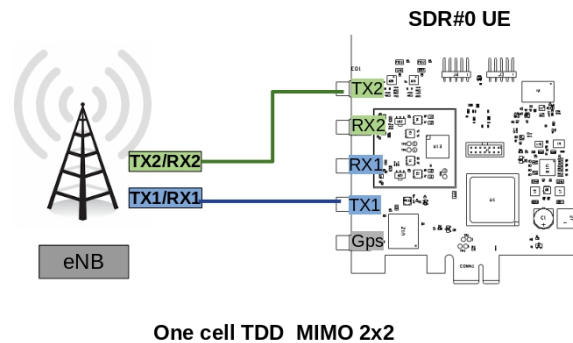 SDR#0 UE
TX2
RX2
TX2/RX2
RX1
TX1/RX1
TX1
Gps
eNB
One cell TDD MIMO 2x2